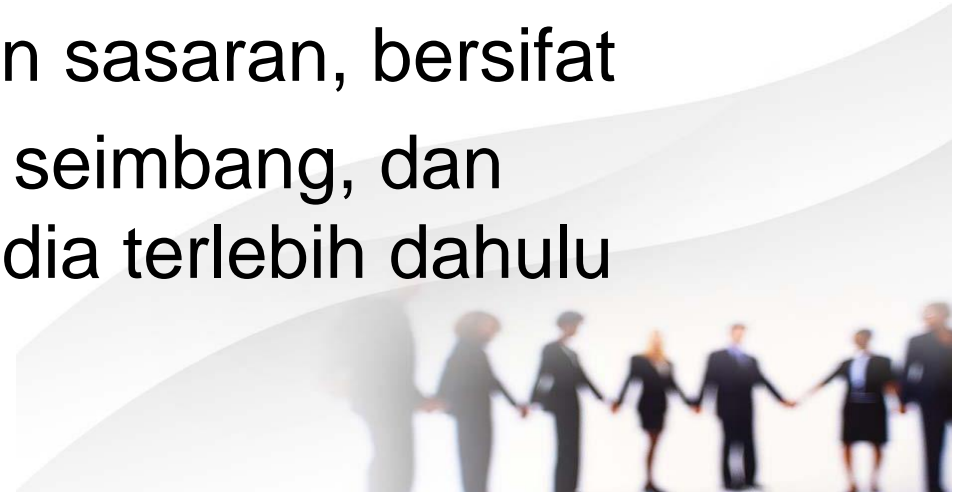 n sasaran, bersifat
seimbang, dan
dia terlebih dahulu